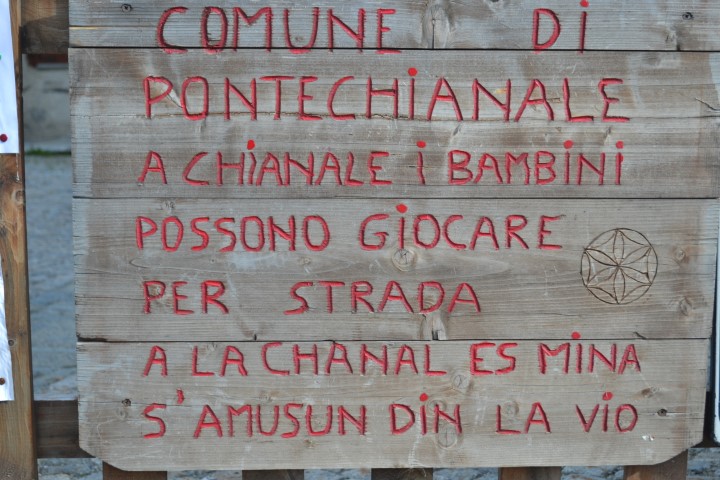 COMUNE DI
PONTECHIANALE
A CHIANALE I BAMBINI
POSSONO GIOCARE
PER STRADA
A LA CHANAL ES MINA
S'AMUSUN DIN LA VIO